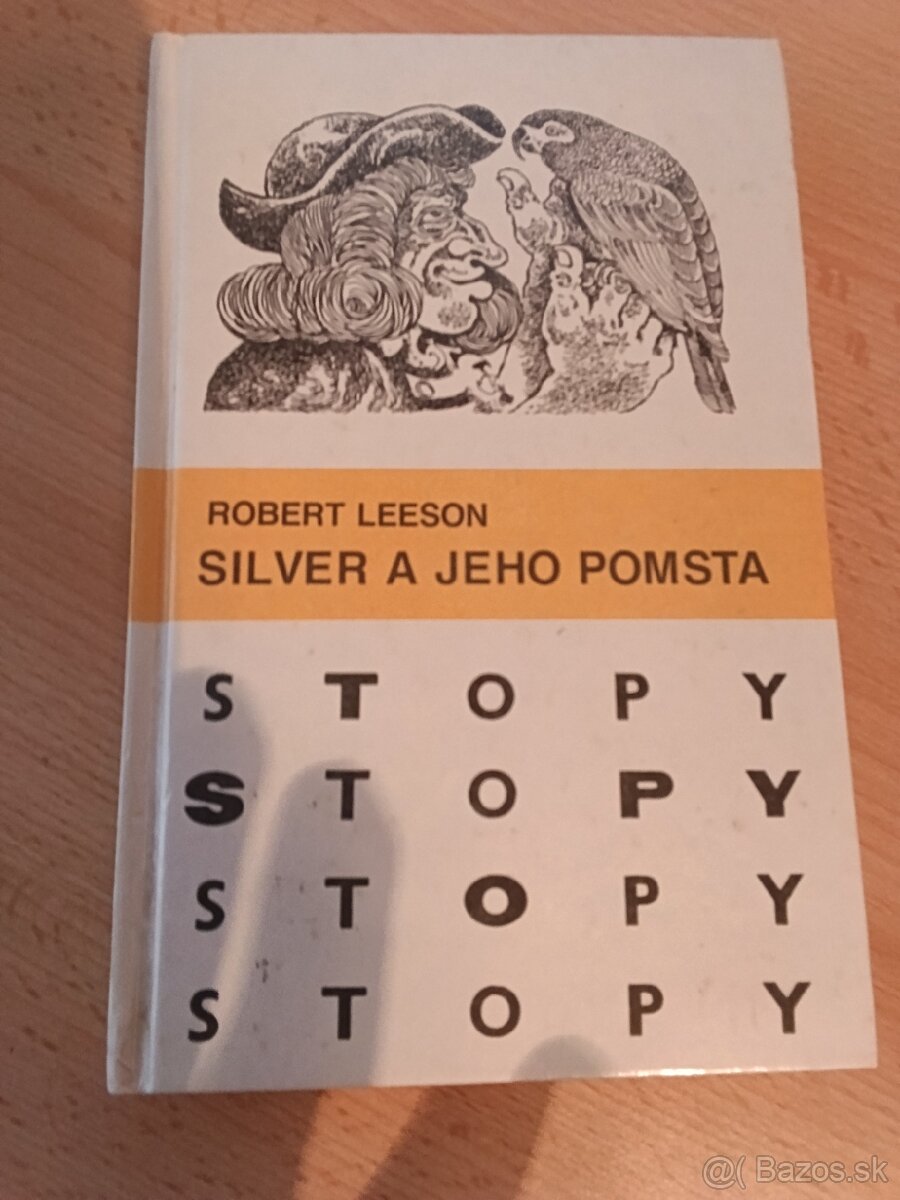 ROBERT LEESON
SILVER A JEHO POMSTA
S T O P Y
S T O P Y
S T O P Y
S T O P Y
@( Bazos.sk